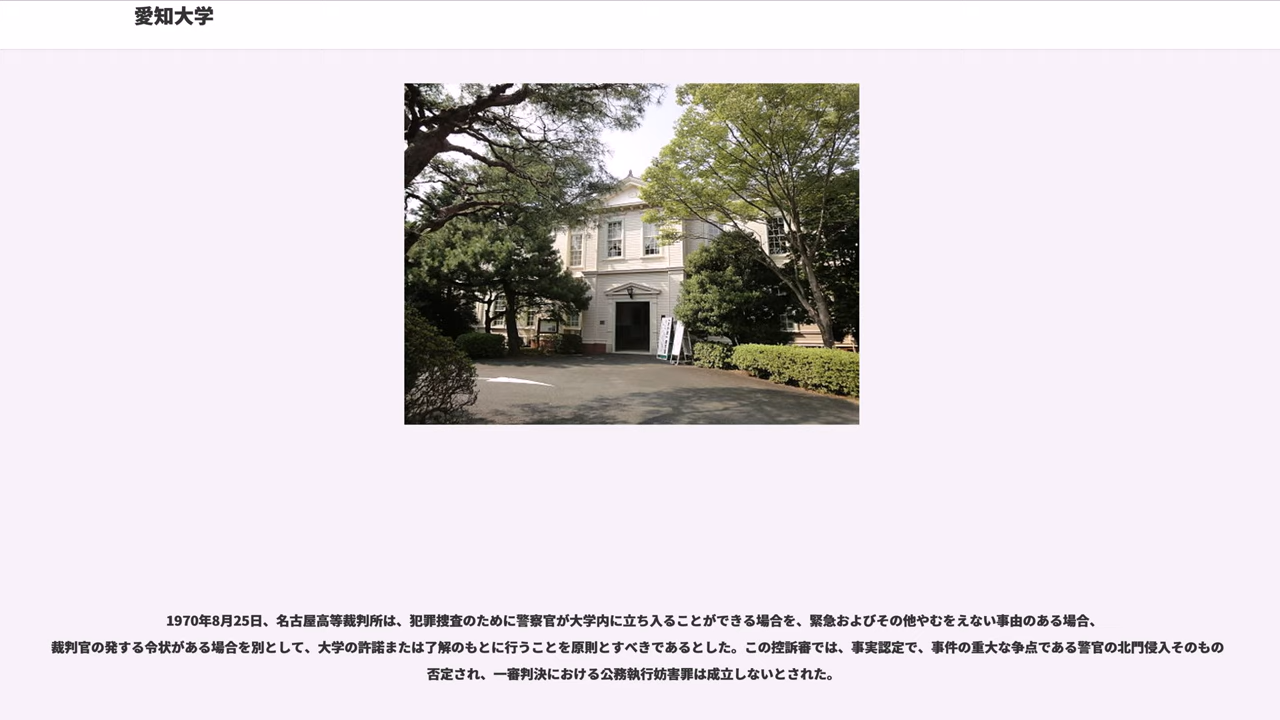 愛知大学
1970年8月25日、名古屋高等裁判所は、犯罪捜査のために警察官が大学内に立ち入ることができる場合を、緊急およびその他やむをえない事由のある場合、
裁判官の発する令状がある場合を別として、大学の許諾または了解のもとに行うことを原則とすべきであるとした。この控訴審では、事実認定で、事件の重大な争点である警官の北門侵入そのもの
否定され、一審判決における公務執行妨害罪は成立しないとされた。